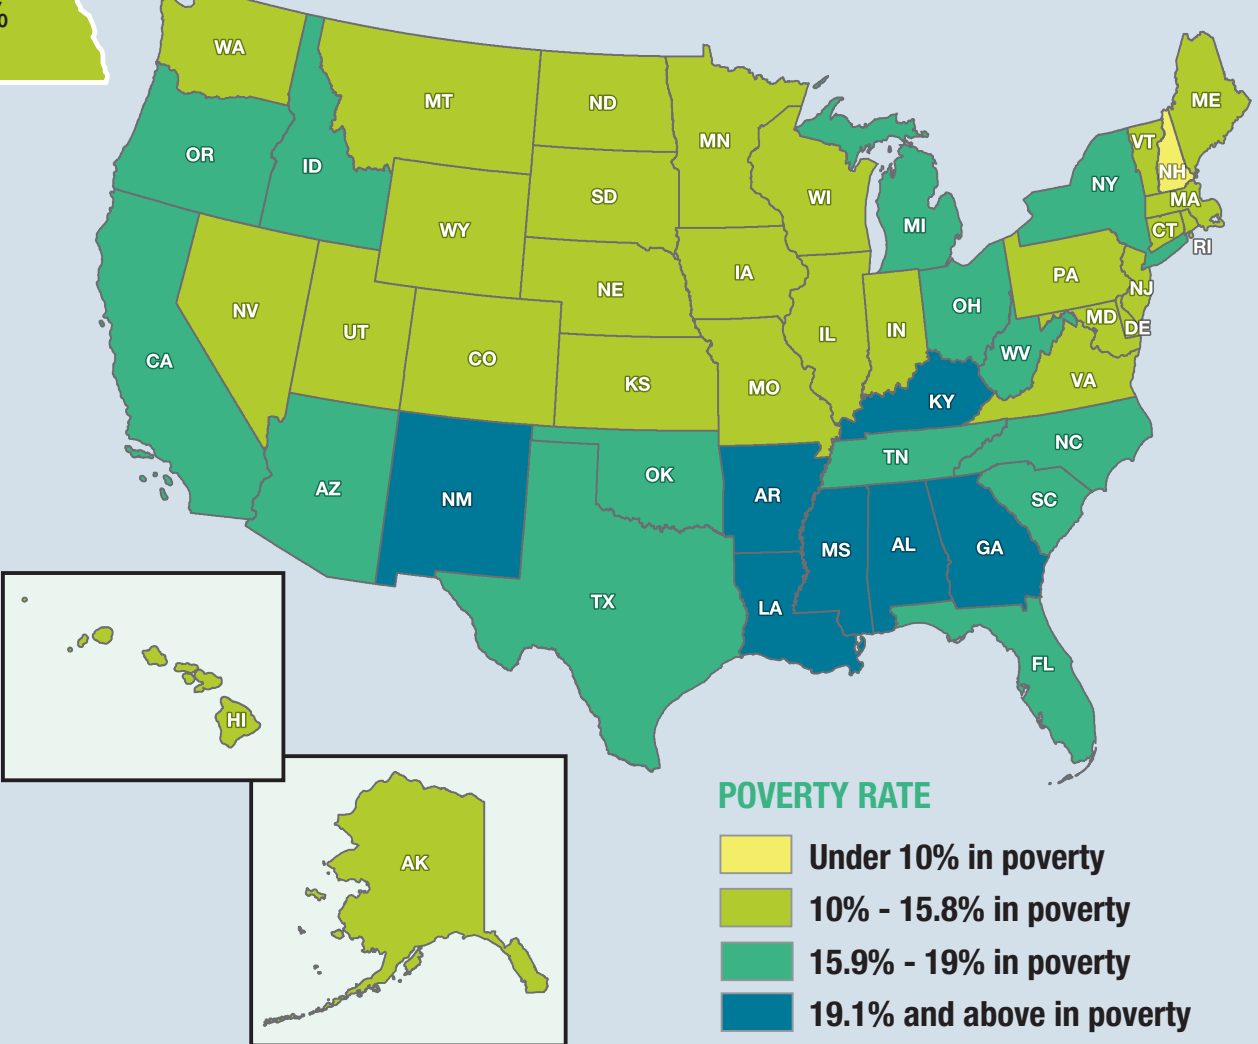 %
WA
MT
ND
MN
ME
VT
NH
OR
ID
SD
WI
NY
MA
WY
MI
CT
RI
NV
NE
IA
PA
NJ
UT
CO
IL
IN
OH
MD
DE
CA
KS
MO
WV
VA
KY
AZ
NM
OK
AR
TN
NC
SC
TX
LA
MS
AL
GA
FL
HI
AK
POVERTY RATE
Under 10% in poverty
10% - 15.8% in poverty
15.9% - 19% in poverty
19.1% and above in poverty